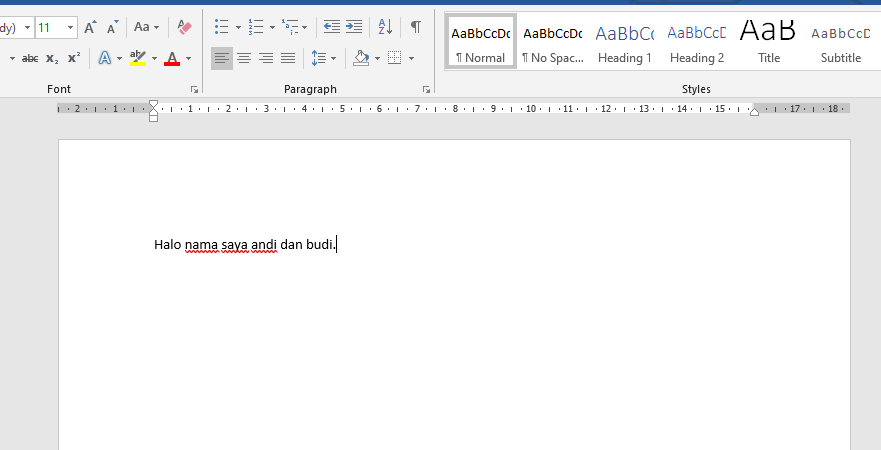 dy) 11 Aa
abc x₂ x² A ab A
Font
A Z ¶
Paragraph
AaBbCcDc AaBbCcDc AaBbCc AaBbCcD AaB AaBbCcD
¶ Normal ¶ No Spac... Heading 1 Heading 2 Title Subtitle
Styles
2 1 1 2 3 4 5 6 7 8 9 10 11 12 13 14 15 17 18
Halo nama saya andi dan budi.